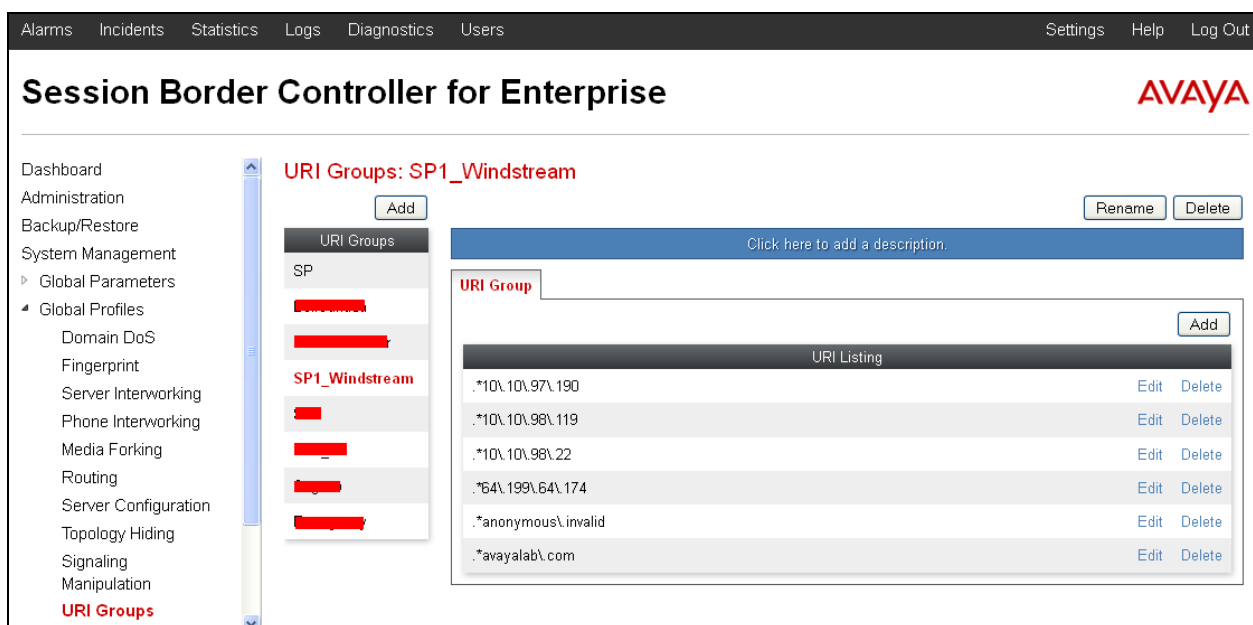 Alarms Incidents Statistics Logs Diagnostics Users Settings Help Log Out
Session Border Controller for Enterprise
AVAYA
Dashboard
Administration
Backup/Restore
System Management
Global Parameters
Global Profiles
Domain DoS
Fingerprint
Server Interworking
Phone Interworking
Media Forking
Routing
Server Configuration
Topology Hiding
Signaling
Manipulation
URI Groups
URI Groups: SP1_Windstream
Add
Rename Delete
URI Groups
SP
SP1_Windstream
Click here to add a description.
URI Group
Add
URI Listing
.*10\.10\.97\.190 Edit Delete
.*10\.10\.98\.119 Edit Delete
.*10\.10\.98\.22 Edit Delete
.*64\.199\.64\.174 Edit Delete
.*anonymous\.invalid Edit Delete
.*avayalab\.com Edit Delete